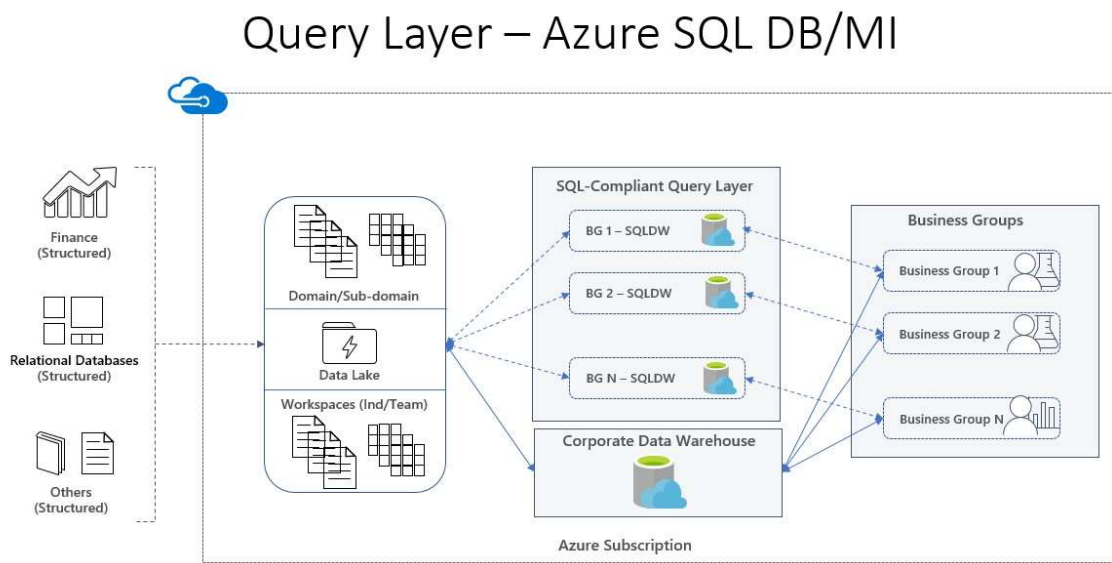 Query Layer – Azure SQL DB/MI
Finance
(Structured)
Relational Databases
(Structured)
Others
(Structured)
Domain/Sub-domain
Data Lake
Workspaces (Ind/Team)
SQL-Compliant Query Layer
BG 1 – SQLDW
BG 2 – SQLDW
BG N – SQLDW
Corporate Data Warehouse
Business Groups
Business Group 1
Business Group 2
Business Group N
Azure Subscription